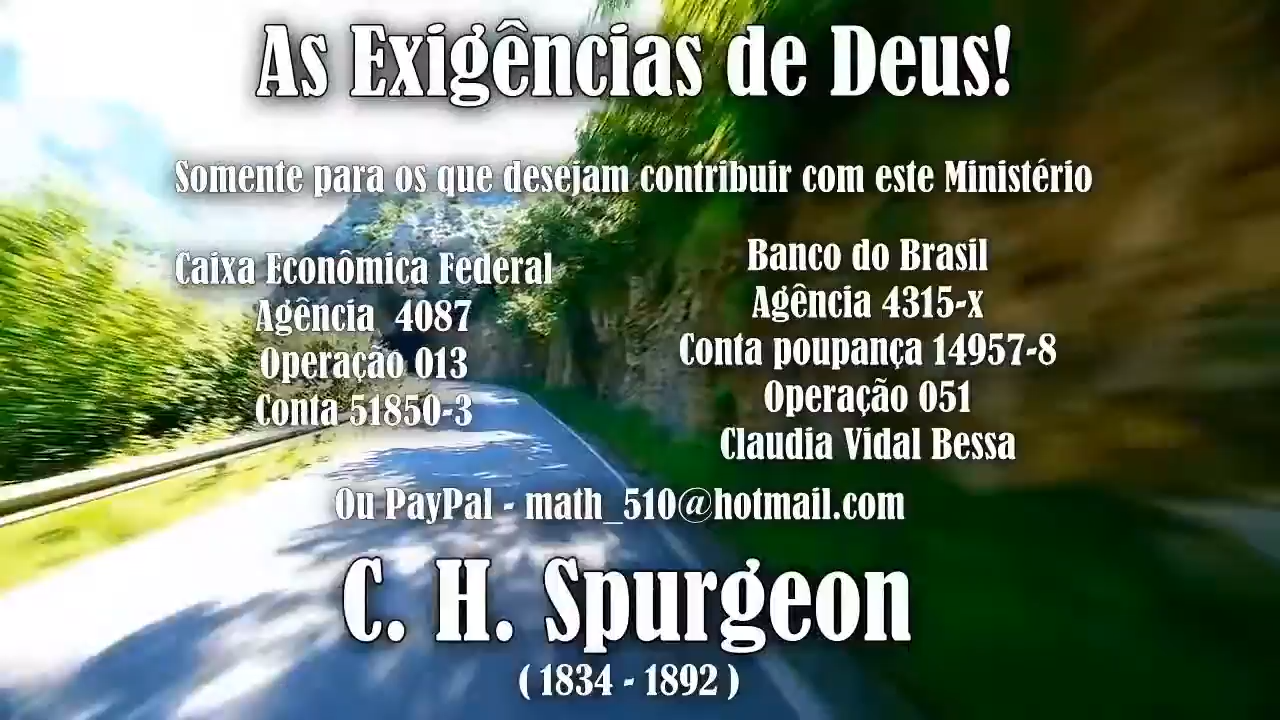 As Exigências de Deus!
Somente para os que desejam contribuir com este Ministério
Caixa Econômica Federal
Agência 4087
Operação 013
Conta 51850-3
Banco do Brasil
Agência 4315-x
Conta poupança 14957-8
Operação 051
Claudia Vidal Bessa
Ou PayPal - math_510@hotmail.com
C. H. Spurgeon
( 1834 - 1892 )